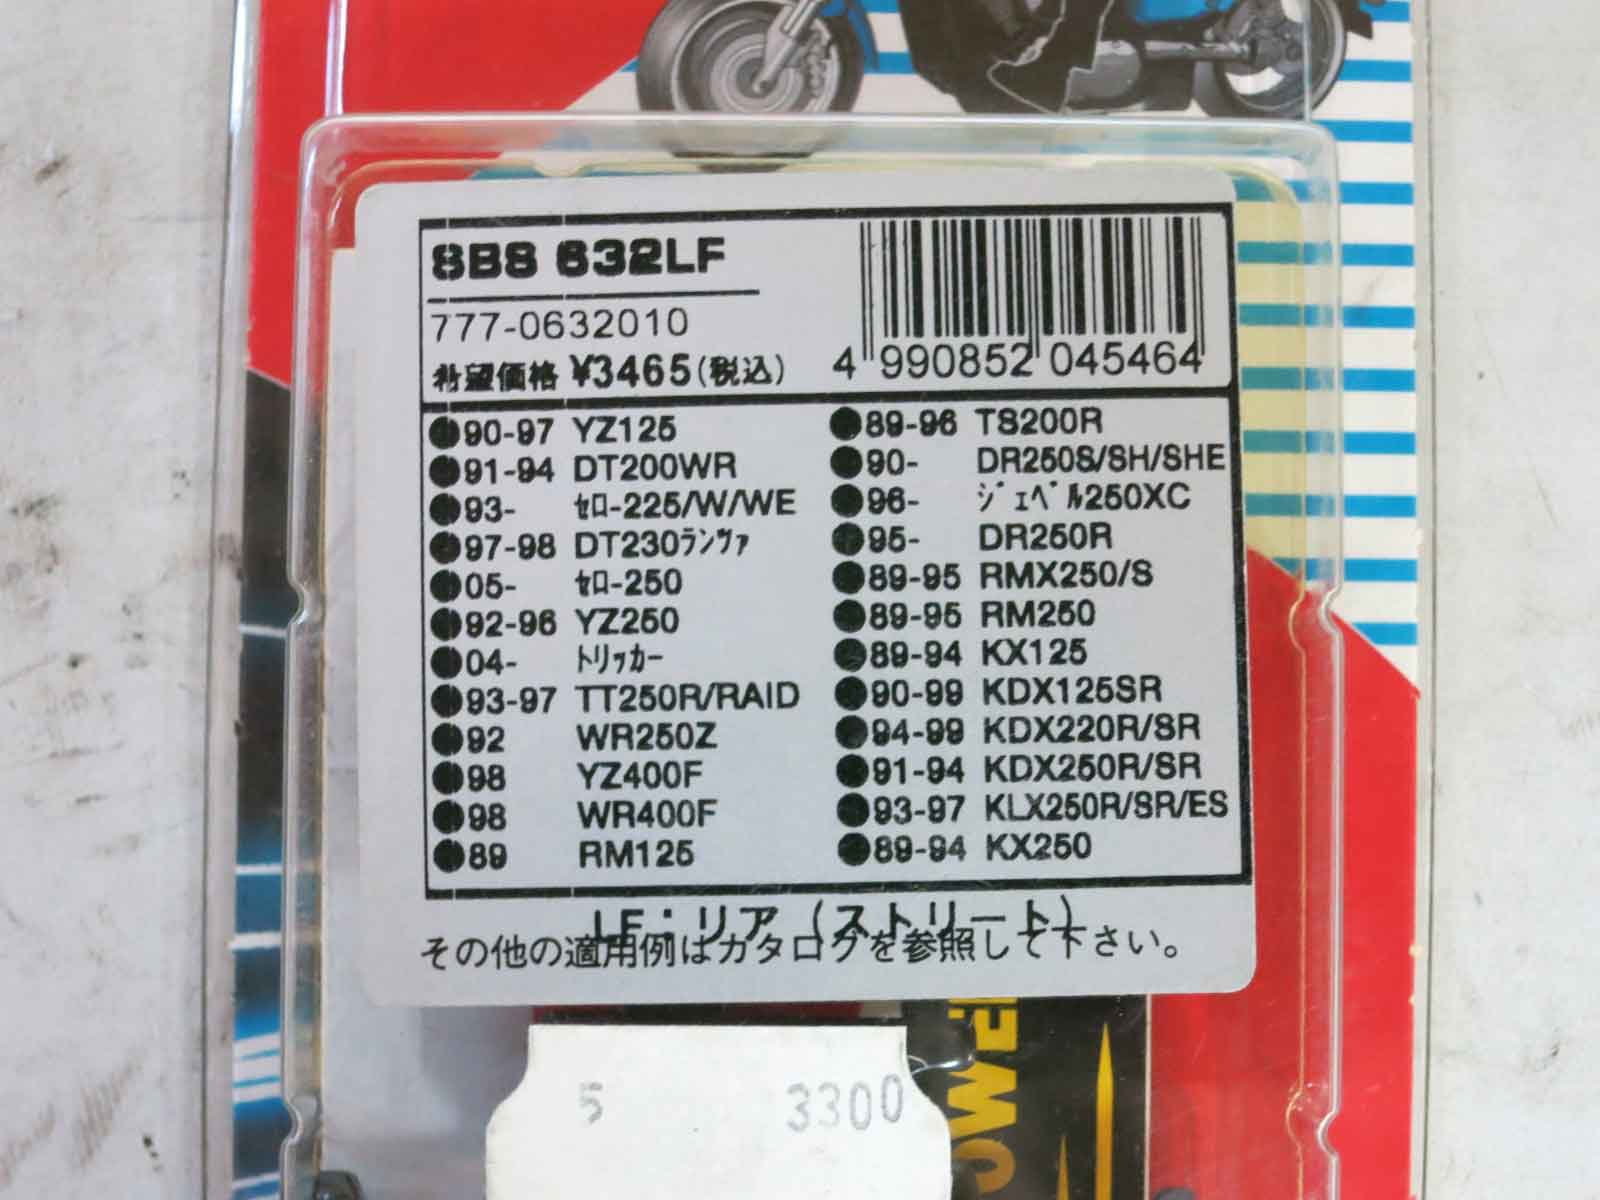 SBS 632LF
777-0632010
希望価格 ¥3465(税込)
4 990852 045464
●90-97 YZ125
●91-94 DT200WR
●93- ｾﾛｰ225/W/WE
●97-98 DT230ﾗﾝﾂｧ
●05- ｾﾛｰ250
●92-96 YZ250
●04- ﾄﾘｯｶｰ
●93-97 TT250R/RAID
●92 WR250Z
●98 YZ400F
●98 WR400F
●89 RM125
●89-96 TS200R
●90- DR250S/SH/SHE
●96- ｼﾞｪﾍﾞﾙ250XC
●95- DR250R
●89-95 RMX250/S
●89-95 RM250
●89-94 KX125
●90-99 KDX125SR
●94-99 KDX220R/SR
●91-94 KDX250R/SR
●93-97 KLX250R/SR/ES
●89-94 KX250
LF：リア（ストリート）
その他の適用例はカタログを参照して下さい。
5 3300